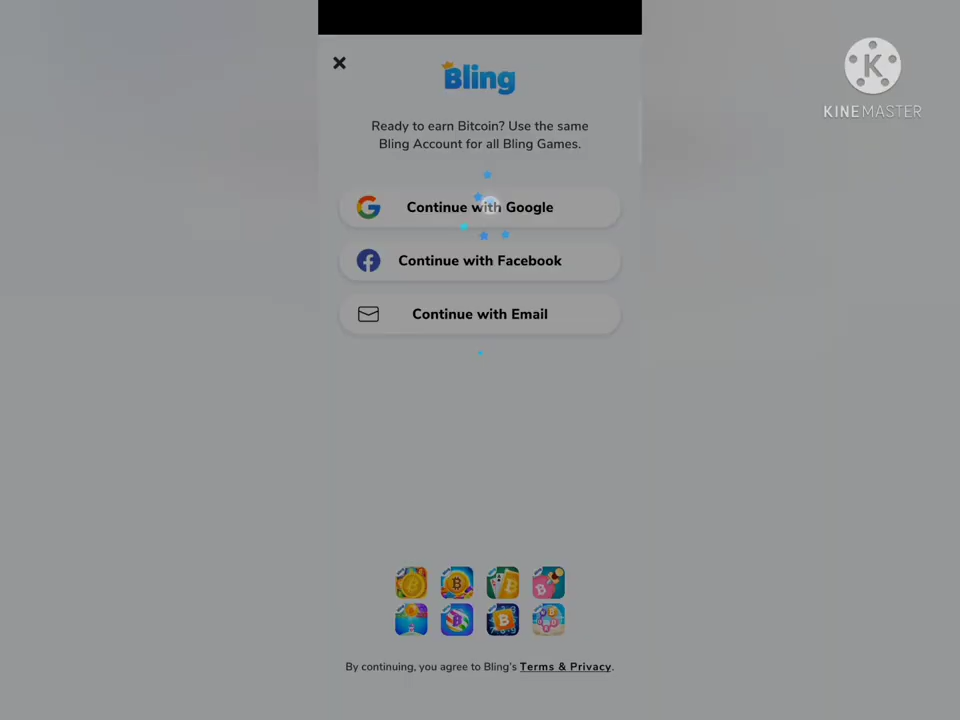 Bling
Ready to earn Bitcoin? Use the same
Bling Account for all Bling Games.
Continue with Google
Continue with Facebook
Continue with Email
By continuing, you agree to Bling's Terms & Privacy.
K
KINEMASTER